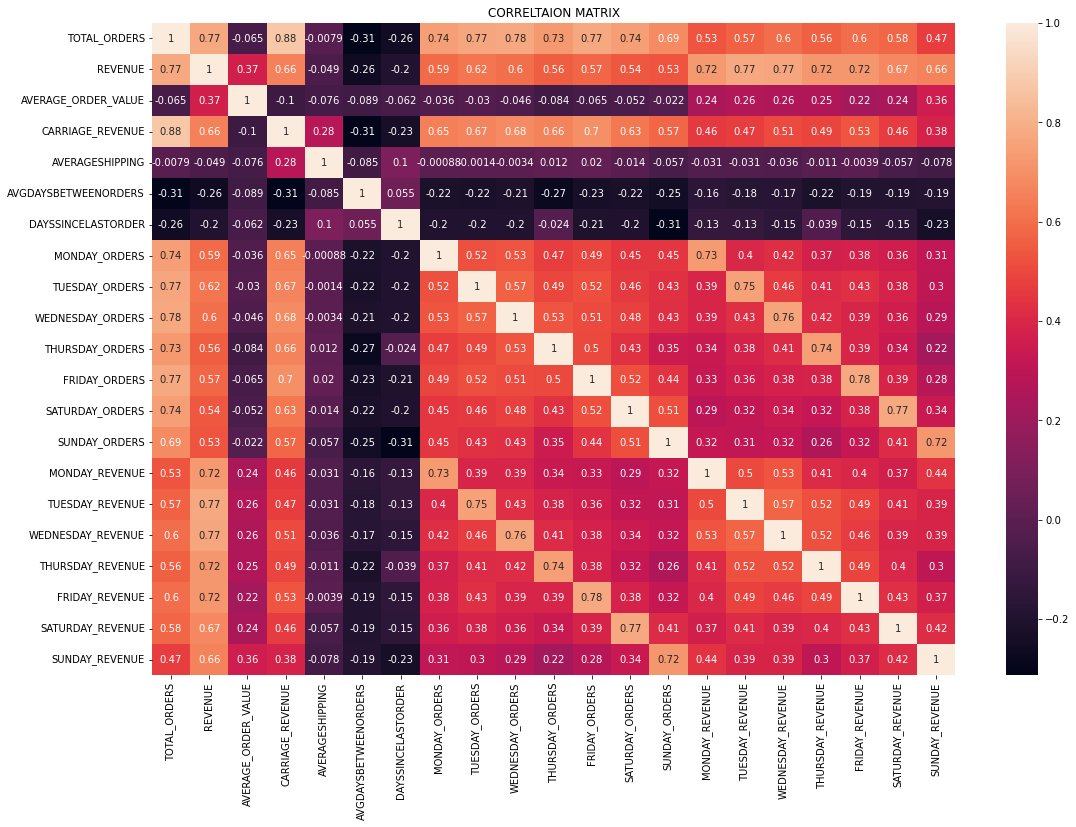 CORRELTAION MATRIX
TOTAL_ORDERS 1 0.77 -0.065 0.88 -0.0079 -0.31 -0.26 0.74 0.77 0.78 0.73 0.77 0.74 0.69 0.53 0.57 0.6 0.56 0.6 0.58 0.47
REVENUE 0.77 1 0.37 0.66 -0.049 -0.26 -0.2 0.59 0.62 0.6 0.56 0.57 0.54 0.53 0.72 0.77 0.77 0.72 0.72 0.67 0.66
AVERAGE_ORDER_VALUE -0.065 0.37 1 -0.1 -0.076 -0.089 -0.062 -0.036 -0.03 -0.046 -0.084 -0.065 -0.052 -0.022 0.24 0.26 0.26 0.25 0.22 0.24 0.36
CARRIAGE_REVENUE 0.88 0.66 -0.1 1 0.28 -0.31 -0.23 0.65 0.67 0.68 0.66 0.7 0.63 0.57 0.46 0.47 0.51 0.49 0.53 0.46 0.38
AVERAGESHIPPING -0.0079 -0.049 -0.076 0.28 1 -0.085 0.1 -0.00088 -0.0014 -0.0034 0.012 0.02 -0.014 -0.057 -0.031 -0.031 -0.036 -0.011 -0.0039 -0.057 -0.078
AVGDAYSBETWEENORDERS -0.31 -0.26 -0.089 -0.31 -0.085 1 0.055 -0.22 -0.22 -0.21 -0.27 -0.23 -0.22 -0.25 -0.16 -0.18 -0.17 -0.22 -0.19 -0.19 -0.19
DAYSSINCELASTORDER -0.26 -0.2 -0.062 -0.23 0.1 0.055 1 -0.2 -0.2 -0.2 -0.024 -0.21 -0.2 -0.31 -0.13 -0.13 -0.15 -0.039 -0.15 -0.15 -0.23
MONDAY_ORDERS 0.74 0.59 -0.036 0.65 -0.00088 -0.22 -0.2 1 0.52 0.53 0.47 0.49 0.45 0.45 0.73 0.4 0.42 0.37 0.38 0.36 0.31
TUESDAY_ORDERS 0.77 0.62 -0.03 0.67 -0.0014 -0.22 -0.2 0.52 1 0.57 0.49 0.52 0.46 0.43 0.39 0.75 0.46 0.41 0.43 0.38 0.3
WEDNESDAY_ORDERS 0.78 0.6 -0.046 0.68 -0.0034 -0.21 -0.2 0.53 0.57 1 0.53 0.51 0.48 0.43 0.39 0.43 0.76 0.42 0.39 0.36 0.29
THURSDAY_ORDERS 0.73 0.56 -0.084 0.66 0.012 -0.27 -0.024 0.47 0.49 0.53 1 0.5 0.43 0.35 0.34 0.38 0.41 0.74 0.39 0.34 0.22
FRIDAY_ORDERS 0.77 0.57 -0.065 0.7 0.02 -0.23 -0.21 0.49 0.52 0.51 0.5 1 0.52 0.44 0.33 0.36 0.38 0.38 0.78 0.39 0.28
SATURDAY_ORDERS 0.74 0.54 -0.052 0.63 -0.014 -0.22 -0.2 0.45 0.46 0.48 0.43 0.52 1 0.51 0.29 0.32 0.34 0.32 0.38 0.77 0.34
SUNDAY_ORDERS 0.69 0.53 -0.022 0.57 -0.057 -0.25 -0.31 0.45 0.43 0.43 0.35 0.44 0.51 1 0.32 0.31 0.32 0.26 0.32 0.41 0.72
MONDAY_REVENUE 0.53 0.72 0.24 0.46 -0.031 -0.16 -0.13 0.73 0.39 0.39 0.34 0.33 0.29 0.32 1 0.5 0.53 0.41 0.4 0.37 0.44
TUESDAY_REVENUE 0.57 0.77 0.26 0.47 -0.031 -0.18 -0.13 0.4 0.75 0.43 0.38 0.36 0.32 0.31 0.5 1 0.57 0.52 0.49 0.41 0.39
WEDNESDAY_REVENUE 0.6 0.77 0.26 0.51 -0.036 -0.17 -0.15 0.42 0.46 0.76 0.41 0.38 0.34 0.32 0.53 0.57 1 0.52 0.46 0.39 0.39
THURSDAY_REVENUE 0.56 0.72 0.25 0.49 -0.011 -0.22 -0.039 0.37 0.41 0.42 0.74 0.38 0.32 0.26 0.41 0.52 0.52 1 0.49 0.4 0.3
FRIDAY_REVENUE 0.6 0.72 0.22 0.53 -0.0039 -0.19 -0.15 0.38 0.43 0.39 0.39 0.78 0.38 0.32 0.4 0.49 0.46 0.49 1 0.43 0.37
SATURDAY_REVENUE 0.58 0.67 0.24 0.46 -0.057 -0.19 -0.15 0.36 0.38 0.36 0.34 0.39 0.77 0.41 0.37 0.41 0.39 0.4 0.43 1 0.42
SUNDAY_REVENUE 0.47 0.66 0.36 0.38 -0.078 -0.19 -0.23 0.31 0.3 0.29 0.22 0.28 0.34 0.72 0.44 0.39 0.39 0.3 0.37 0.42 1
TOTAL_ORDERS
REVENUE
AVERAGE_ORDER_VALUE
CARRIAGE_REVENUE
AVERAGESHIPPING
AVGDAYSBETWEENORDERS
DAYSSINCELASTORDER
MONDAY_ORDERS
TUESDAY_ORDERS
WEDNESDAY_ORDERS
THURSDAY_ORDERS
FRIDAY_ORDERS
SATURDAY_ORDERS
SUNDAY_ORDERS
MONDAY_REVENUE
TUESDAY_REVENUE
WEDNESDAY_REVENUE
THURSDAY_REVENUE
FRIDAY_REVENUE
SATURDAY_REVENUE
SUNDAY_REVENUE
1.0
0.8
0.6
0.4
0.2
0.0
−0.2